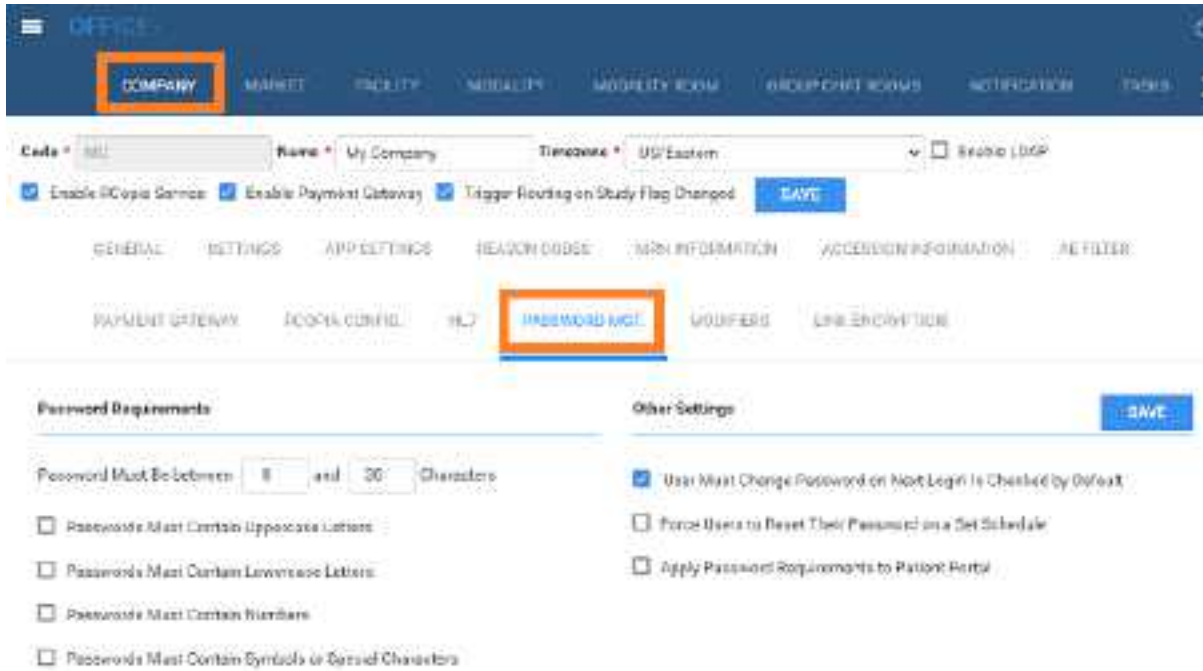 OFFICE
COMPANY MARKET FACILITY MODALITY MODALITY ROOM GROUP CHAT ROOMS NOTIFICATION TASKS
Code * Name * My Company Timezone * US/Eastern Enable LDAP
Enable RCopia Service Enable Payment Gateway Trigger Routing on Study Flag Changed SAVE
GENERAL SETTINGS APP SETTINGS REASON CODES MRN INFORMATION ACCESSION INFORMATION AE FILTER
PAYMENT GATEWAY RCOPIA CONFIG. HL7 PASSWORD MGT. MODIFIERS LINK ENCRYPTION
Password Requirements Other Settings SAVE
Password Must Be between and Characters User Must Change Password on Next Login Is Checked by Default
Passwords Must Contain Uppercase Letters Force Users to Reset Their Password on a Set Schedule
Passwords Must Contain Lowercase Letters Apply Password Requirements to Patient Portal
Passwords Must Contain Numbers
Passwords Must Contain Symbols or Special Characters